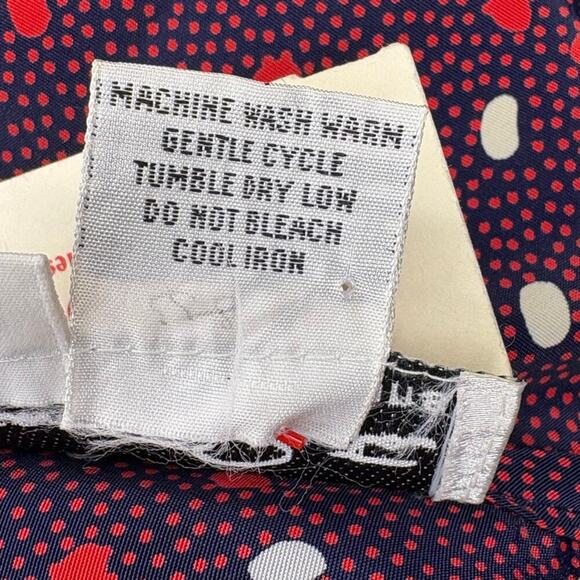 MACHINE WASH WARM
GENTLE CYCLE
TUMBLE DRY LOW
DO NOT BLEACH
COOL IRON